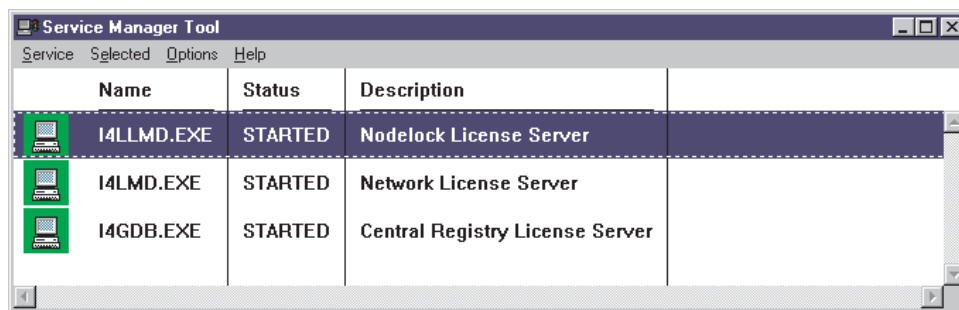 Service Manager Tool
Service Selected Options Help
Name Status Description
I4LLMD.EXE STARTED Nodelock License Server
I4LMD.EXE STARTED Network License Server
I4GDB.EXE STARTED Central Registry License Server